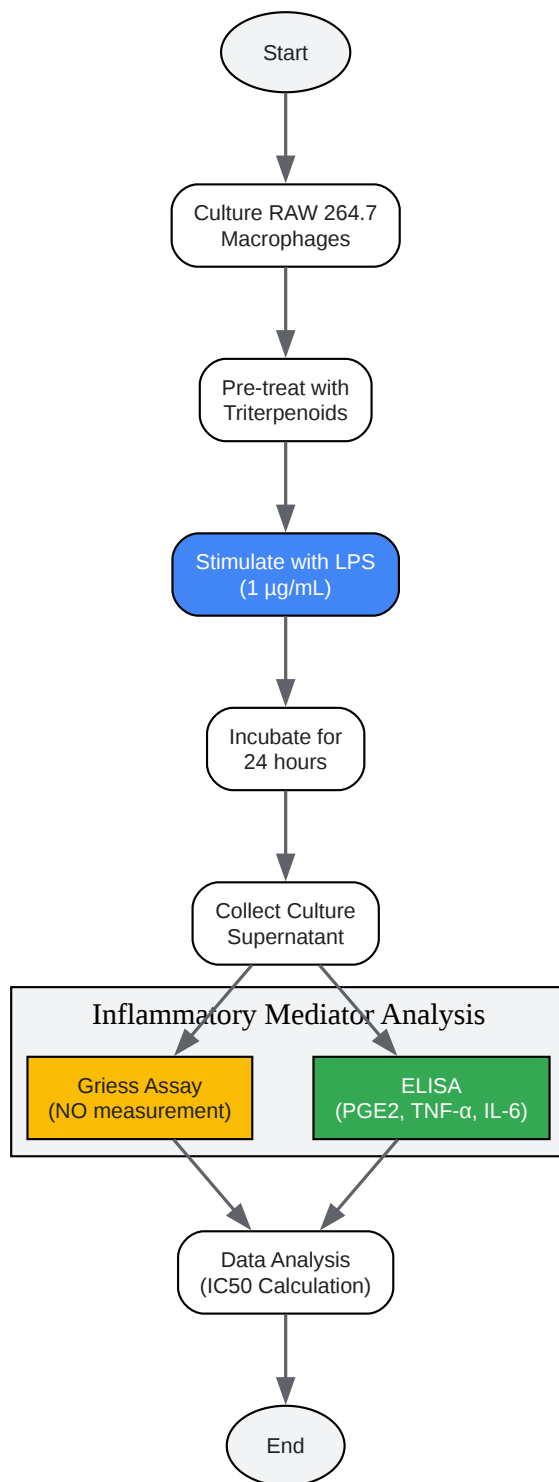 Start
Culture RAW 264.7
Macrophages
Pre-treat with
Triterpenoids
Stimulate with LPS
(1 µg/mL)
Incubate for
24 hours
Collect Culture
Supernatant
Inflammatory Mediator Analysis
Griess Assay
(NO measurement)
ELISA
(PGE2, TNF-α, IL-6)
Data Analysis
(IC50 Calculation)
End